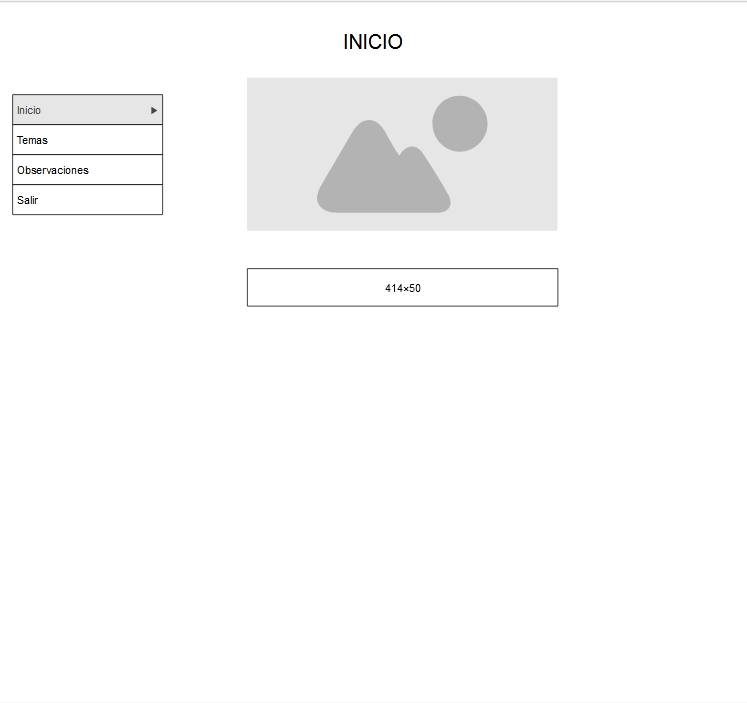 INICIO
Inicio
Temas
Observaciones
Salir
414×50